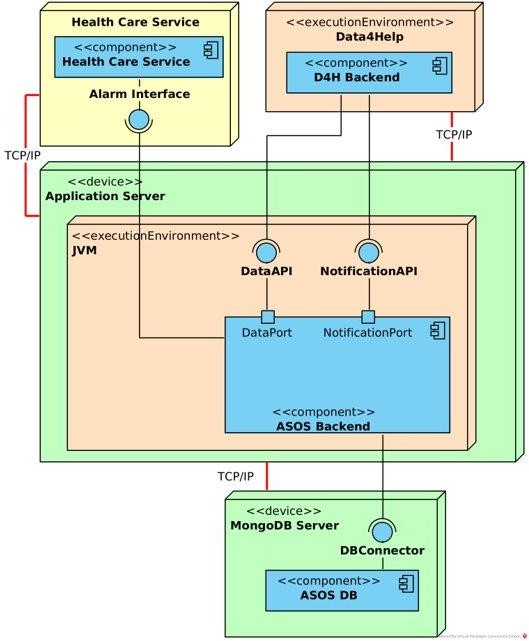 Health Care Service
<<component>>
Health Care Service
Alarm Interface
<<executionEnvironment>>
Data4Help
<<component>>
D4H Backend
TCP/IP
TCP/IP
<<device>>
Application Server
<<executionEnvironment>>
JVM
DataAPI
NotificationAPI
DataPort
NotificationPort
<<component>>
ASOS Backend
TCP/IP
<<device>>
MongoDB Server
DBConnector
<<component>>
ASOS DB